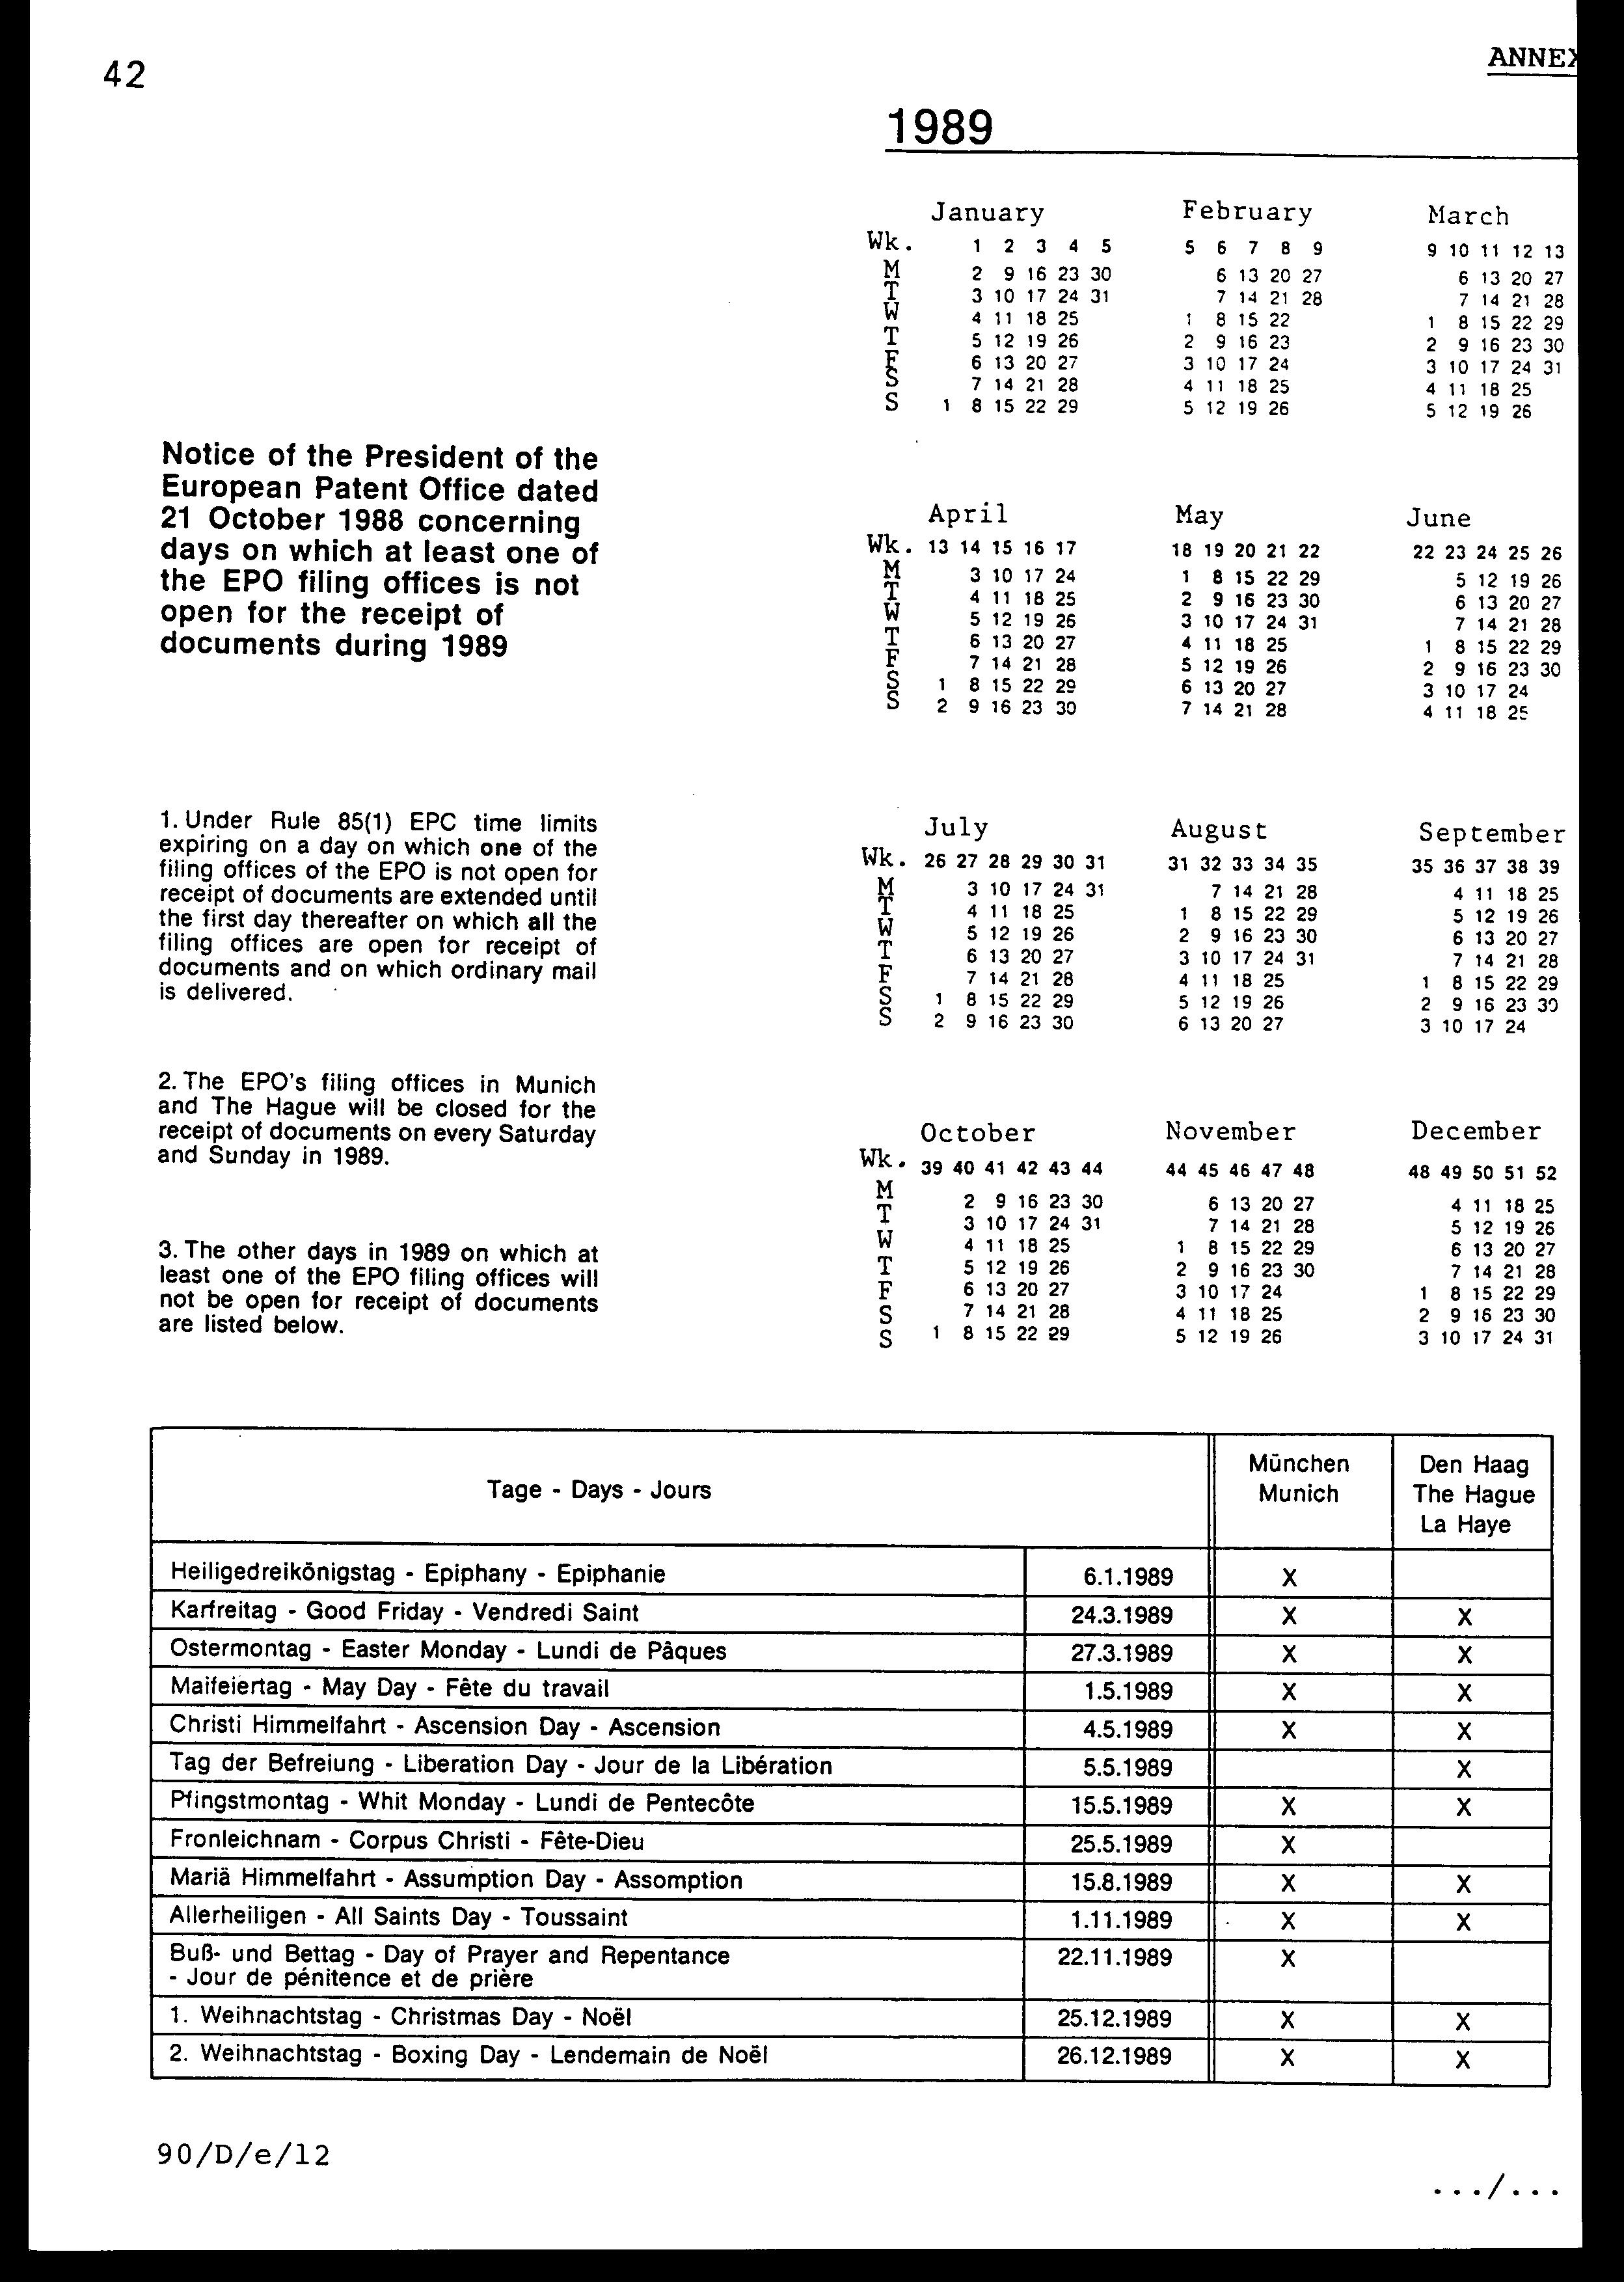 42
ANNEX
1989
January February March
Wk. 1 2 3 4 5 5 6 7 8 9 9 10 11 12 13
M 2 9 16 23 30 6 13 20 27 6 13 20 27
T 3 10 17 24 31 7 14 21 28 7 14 21 28
W 4 11 18 25 1 8 15 22 1 8 15 22 29
T 5 12 19 26 2 9 16 23 2 9 16 23 30
F 6 13 20 27 3 10 17 24 3 10 17 24 31
S 7 14 21 28 4 11 18 25 4 11 18 25
S 1 8 15 22 29 5 12 19 26 5 12 19 26
Notice of the President of the
European Patent Office dated
21 October 1988 concerning
days on which at least one of
the EPO filing offices is not
open for the receipt of
documents during 1989
April May June
Wk. 13 14 15 16 17 18 19 20 21 22 22 23 24 25 26
M 3 10 17 24 1 8 15 22 29 5 12 19 26
T 4 11 18 25 2 9 16 23 30 6 13 20 27
W 5 12 19 26 3 10 17 24 31 7 14 21 28
T 6 13 20 27 4 11 18 25 1 8 15 22 29
F 7 14 21 28 5 12 19 26 2 9 16 23 30
S 1 8 15 22 29 6 13 20 27 3 10 17 24
S 2 9 16 23 30 7 14 21 28 4 11 18 25
1. Under Rule 85(1) EPC time limits
expiring on a day on which one of the
filing offices of the EPO is not open for
receipt of documents are extended until
the first day thereafter on which all the
filing offices are open for receipt of
documents and on which ordinary mail
is delivered.
July August September
Wk. 26 27 28 29 30 31 31 32 33 34 35 35 36 37 38 39
M 3 10 17 24 31 7 14 21 28 4 11 18 25
T 4 11 18 25 1 8 15 22 29 5 12 19 26
W 5 12 19 26 2 9 16 23 30 6 13 20 27
T 6 13 20 27 3 10 17 24 31 7 14 21 28
F 7 14 21 28 4 11 18 25 1 8 15 22 29
S 1 8 15 22 29 5 12 19 26 2 9 16 23 30
S 2 9 16 23 30 6 13 20 27 3 10 17 24
2. The EPO's filing offices in Munich
and The Hague will be closed for the
receipt of documents on every Saturday
and Sunday in 1989.
3. The other days in 1989 on which at
least one of the EPO filing offices will
not be open for receipt of documents
are listed below.
October November December
Wk. 39 40 41 42 43 44 44 45 46 47 48 48 49 50 51 52
M 2 9 16 23 30 6 13 20 27 4 11 18 25
T 3 10 17 24 31 7 14 21 28 5 12 19 26
W 4 11 18 25 1 8 15 22 29 6 13 20 27
T 5 12 19 26 2 9 16 23 30 7 14 21 28
F 6 13 20 27 3 10 17 24 1 8 15 22 29
S 7 14 21 28 4 11 18 25 2 9 16 23 30
S 1 8 15 22 29 5 12 19 26 3 10 17 24 31
Tage - Days - Jours
München
Munich
Den Haag
The Hague
La Haye
Heiligedreikönigstag - Epiphany - Epiphanie 6.1.1989 X
Karfreitag - Good Friday - Vendredi Saint 24.3.1989 X X
Ostermontag - Easter Monday - Lundi de Pâques 27.3.1989 X X
Maifeiertag - May Day - Fête du travail 1.5.1989 X X
Christi Himmelfahrt - Ascension Day - Ascension 4.5.1989 X X
Tag der Befreiung - Liberation Day - Jour de la Libération 5.5.1989 X
Pfingstmontag - Whit Monday - Lundi de Pentecôte 15.5.1989 X X
Fronleichnam - Corpus Christi - Fête-Dieu 25.5.1989 X
Mariä Himmelfahrt - Assumption Day - Assomption 15.8.1989 X X
Allerheiligen - All Saints Day - Toussaint 1.11.1989 X X
Buß- und Bettag - Day of Prayer and Repentance 22.11.1989 X
- Jour de pénitence et de prière
1. Weihnachtstag - Christmas Day - Noël 25.12.1989 X X
2. Weihnachtstag - Boxing Day - Lendemain de Noël 26.12.1989 X X
90/D/e/12
.../...